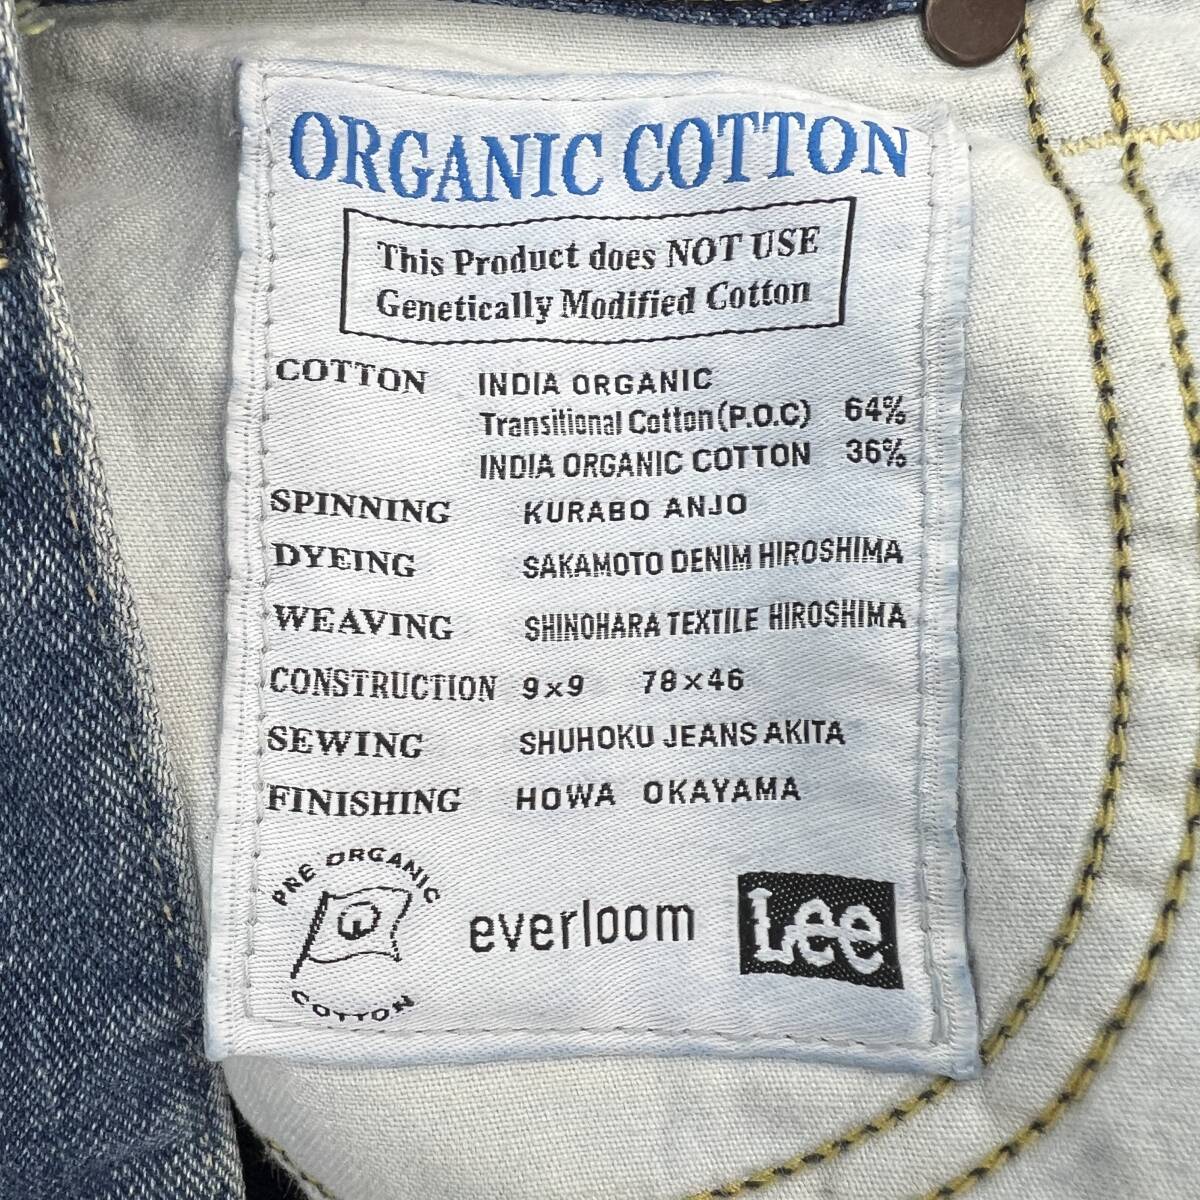 ORGANIC COTTON
This Product does NOT USE
Genetically Modified Cotton
COTTON INDIA ORGANIC
Transitional Cotton(P.O.C) 64%
INDIA ORGANIC COTTON 36%
SPINNING KURABO ANJO
DYEING SAKAMOTO DENIM HIROSHIMA
WEAVING SHINOHARA TEXTILE HIROSHIMA
CONSTRUCTION 9×9 78×46
SEWING SHUHOKU JEANS AKITA
FINISHING HOWA OKAYAMA
PRE ORGANIC
COTTON
everloom
Lee